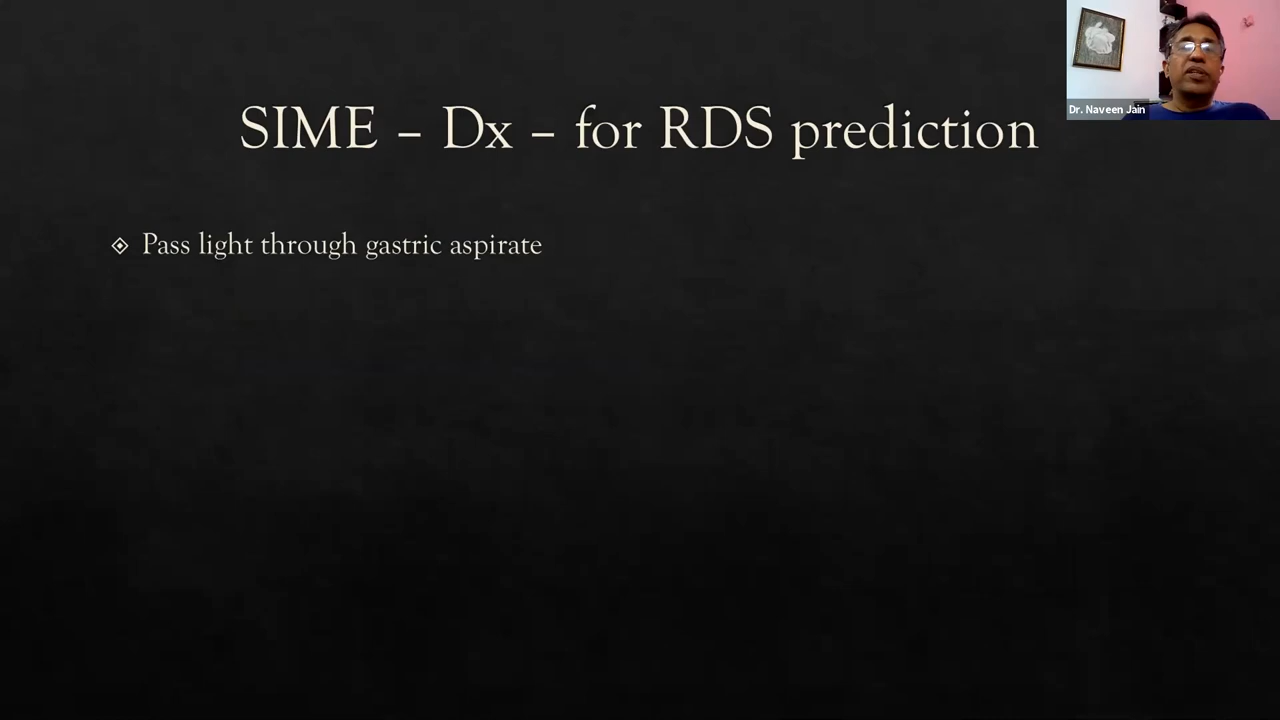 Dr. Naveen Jain
SIME – Dx – for RDS prediction
Pass light through gastric aspirate